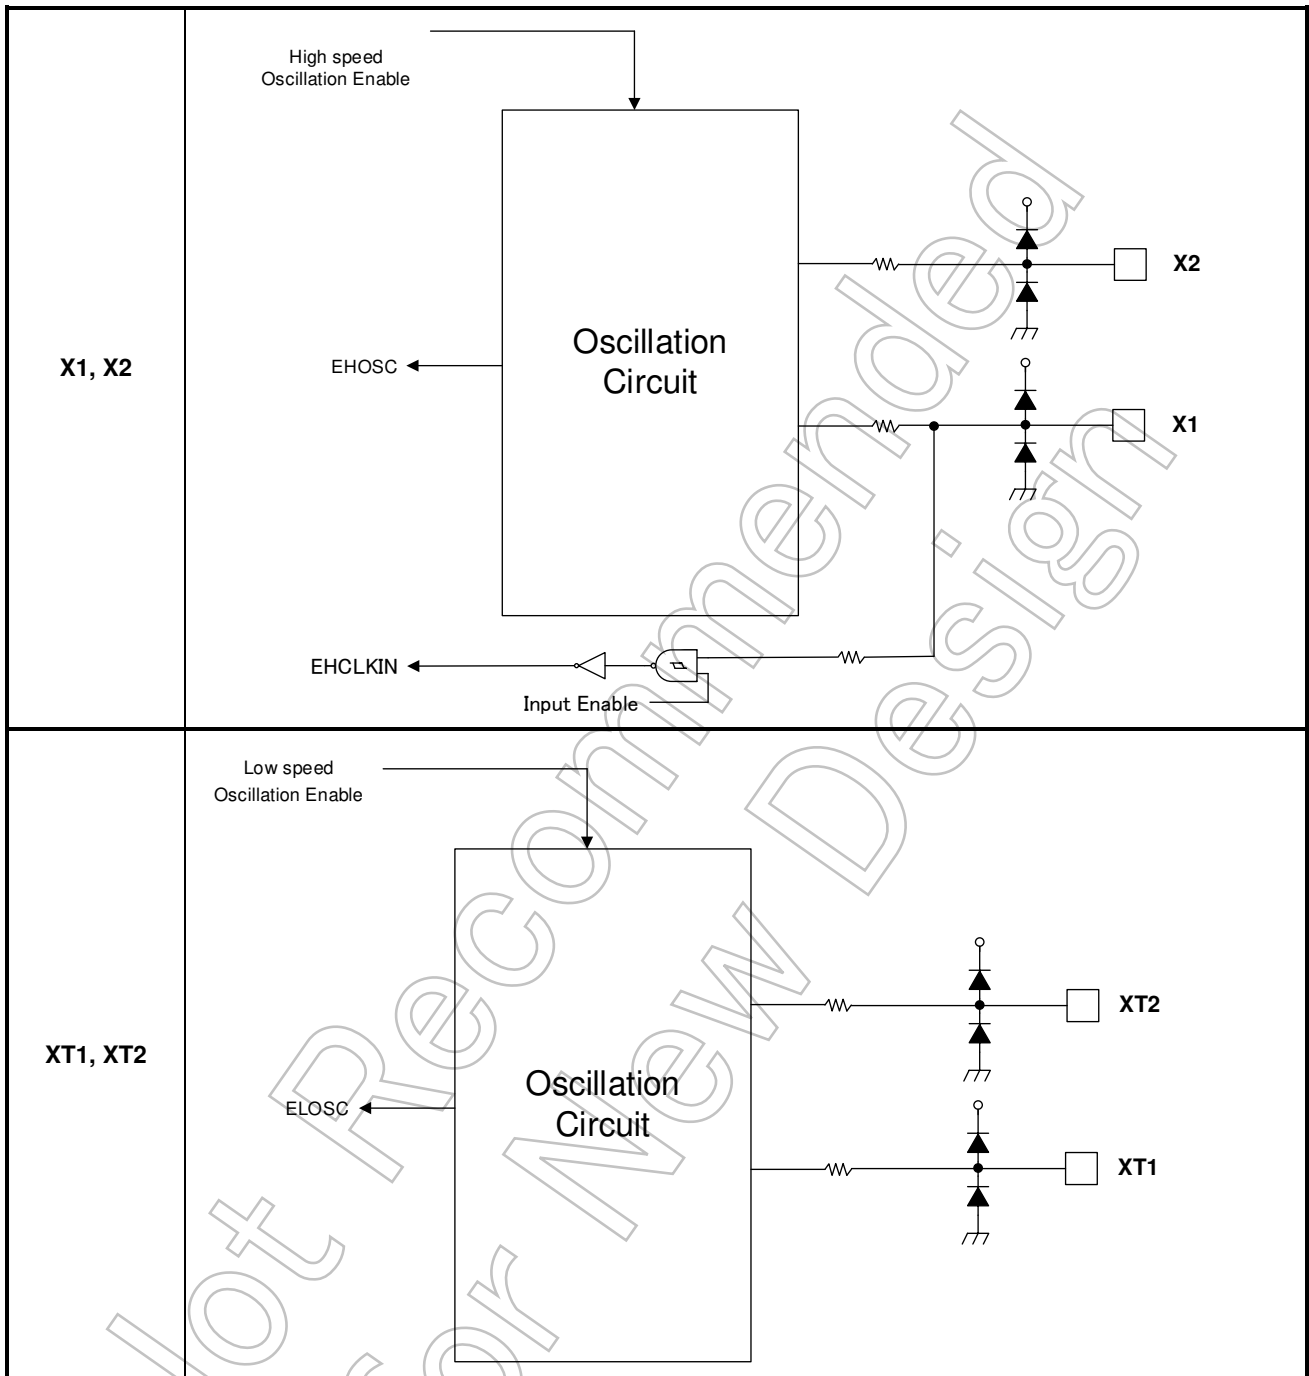 High speed
Oscillation Enable
X2
X1, X2
Oscillation
Circuit
EHOSC
X1
EHCLKIN
Input Enable
Low speed
Oscillation Enable
XT2
XT1, XT2
Oscillation
Circuit
ELOSC
XT1
Not Recommended
for New Design